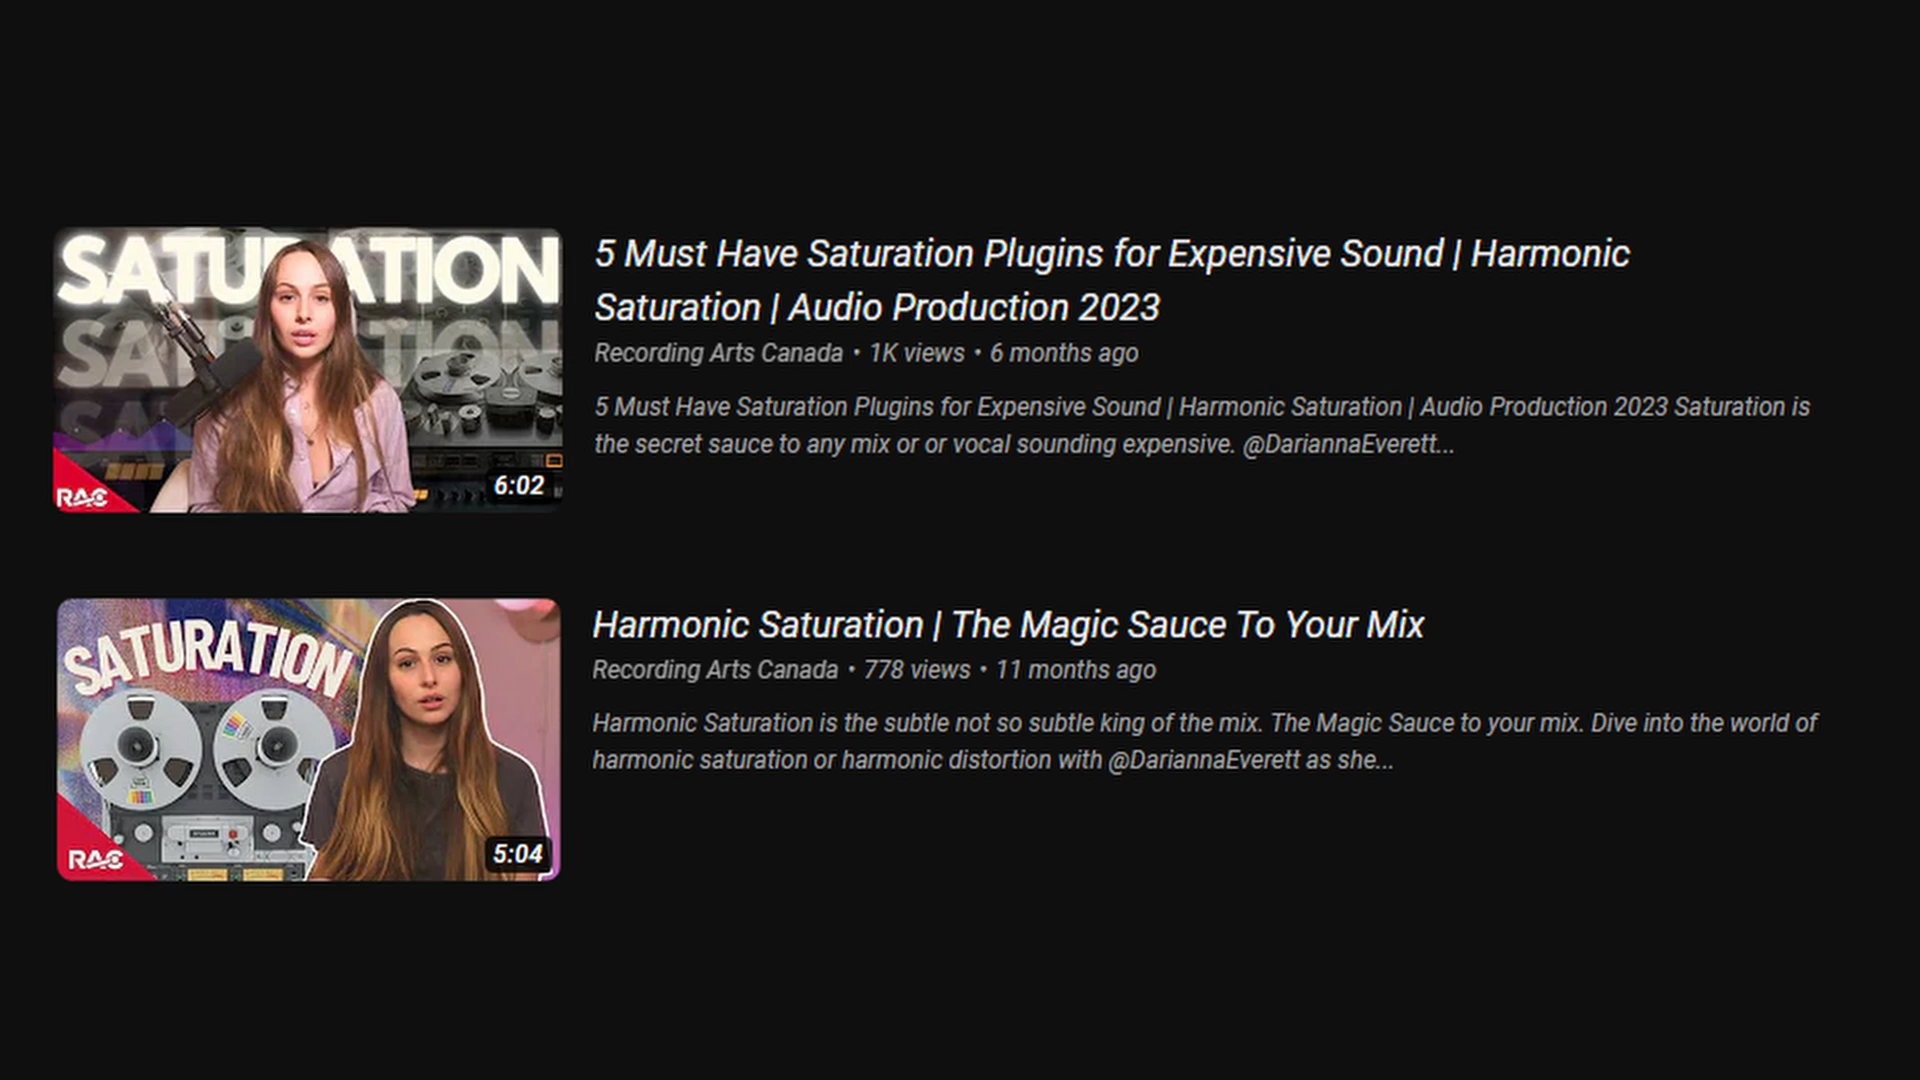 SATURATION
SATURATION
SA
RAC
6:02
5 Must Have Saturation Plugins for Expensive Sound | Harmonic
Saturation | Audio Production 2023
Recording Arts Canada • 1K views • 6 months ago
5 Must Have Saturation Plugins for Expensive Sound | Harmonic Saturation | Audio Production 2023 Saturation is
the secret sauce to any mix or or vocal sounding expensive. @DariannaEverett...
SATURATION
RAC
5:04
Harmonic Saturation | The Magic Sauce To Your Mix
Recording Arts Canada • 778 views • 11 months ago
Harmonic Saturation is the subtle not so subtle king of the mix. The Magic Sauce to your mix. Dive into the world of
harmonic saturation or harmonic distortion with @DariannaEverett as she...